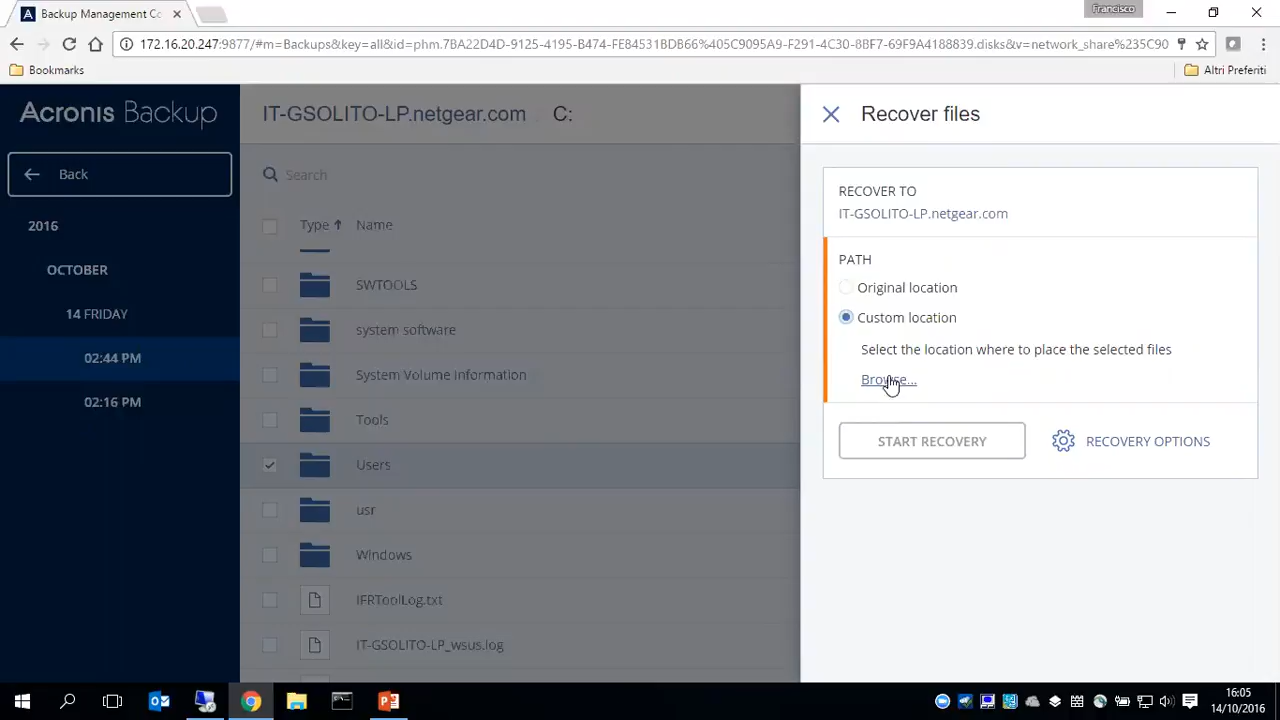 Backup Management Co
Francisco
172.16.20.247:9877/#m=Backups&key=all&id=phm.7BA22D4D-9125-4195-B474-FE84531BDB66%405C9095A9-F291-4C30-8BF7-69F9A4188839.disks&v=network_share%235C90
Bookmarks
Altri Preferiti
Acronis Backup
IT-GSOLITO-LP.netgear.com C:
Recover files
Back
Search
RECOVER TO
IT-GSOLITO-LP.netgear.com
2016
Type
Name
OCTOBER
PATH
SWTOOLS
Original location
14 FRIDAY
Custom location
system software
Select the location where to place the selected files
02:44 PM
System Volume Information
Browse...
02:16 PM
Tools
START RECOVERY
RECOVERY OPTIONS
Users
usr
Windows
IFRToolLog.txt
IT-GSOLITO-LP_wsus.log
16:05
14/10/2016